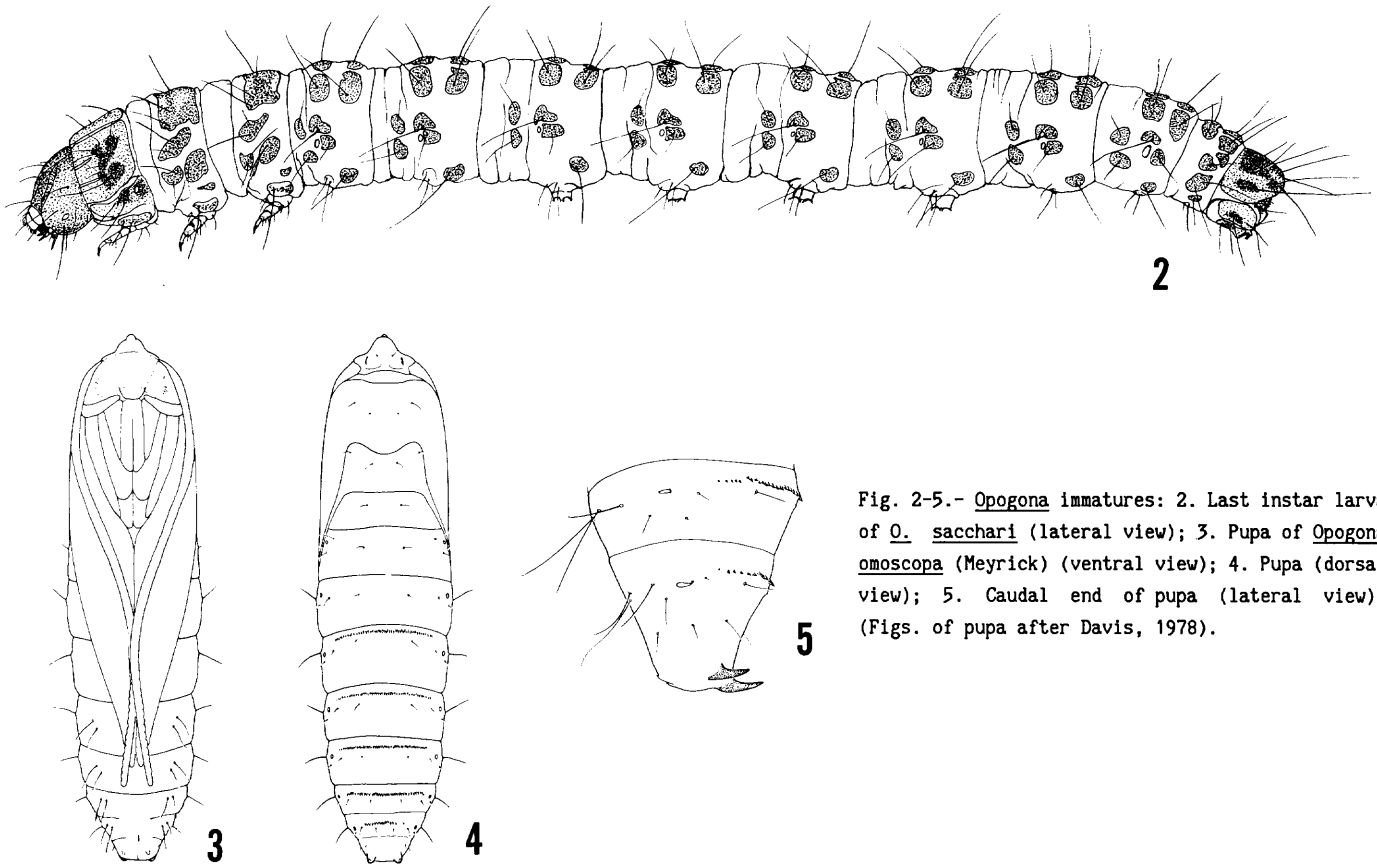 2
3
4
5
Fig. 2-5.- Opogona immatures: 2. Last instar larv
of O. sacchari (lateral view); 3. Pupa of Opogon
omoscopa (Meyrick) (ventral view); 4. Pupa (dorsa
view); 5. Caudal end of pupa (lateral view)
(Figs. of pupa after Davis, 1978).